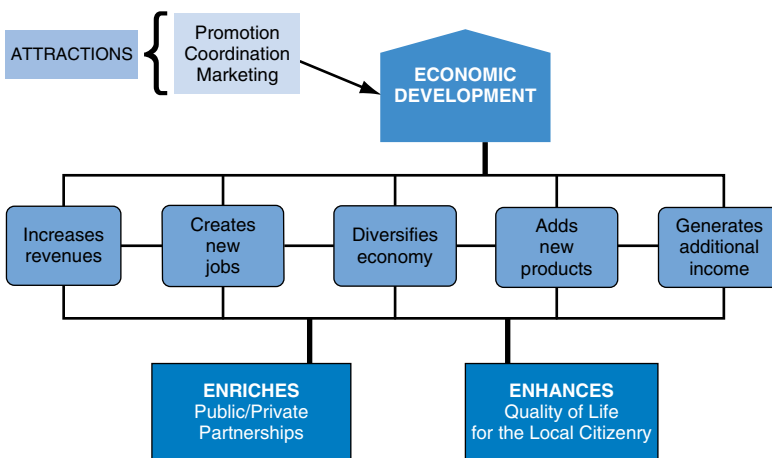 ATTRACTIONS
Promotion
Coordination
Marketing
ECONOMIC
DEVELOPMENT
Increases
revenues
Creates
new
jobs
Diversifies
economy
Adds
new
products
Generates
additional
income
ENRICHES
Public/Private
Partnerships
ENHANCES
Quality of Life
for the Local Citizenry